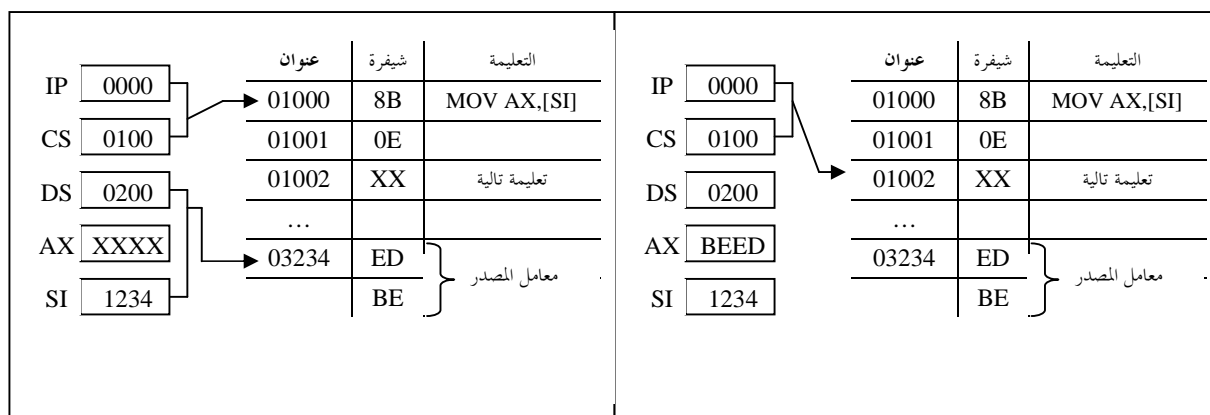 عنوان شيفرة التعليمة
IP 0000
01000 8B MOV AX,[SI]
CS 0100
01001 0E
DS 0200
01002 XX تعليمة تالية
...
AX XXXX
03234 ED
معامل المصدر
SI 1234
BE
عنوان شيفرة التعليمة
IP 0000
01000 8B MOV AX,[SI]
CS 0100
01001 0E
DS 0200
01002 XX تعليمة تالية
...
AX BEED
03234 ED
معامل المصدر
SI 1234
BE